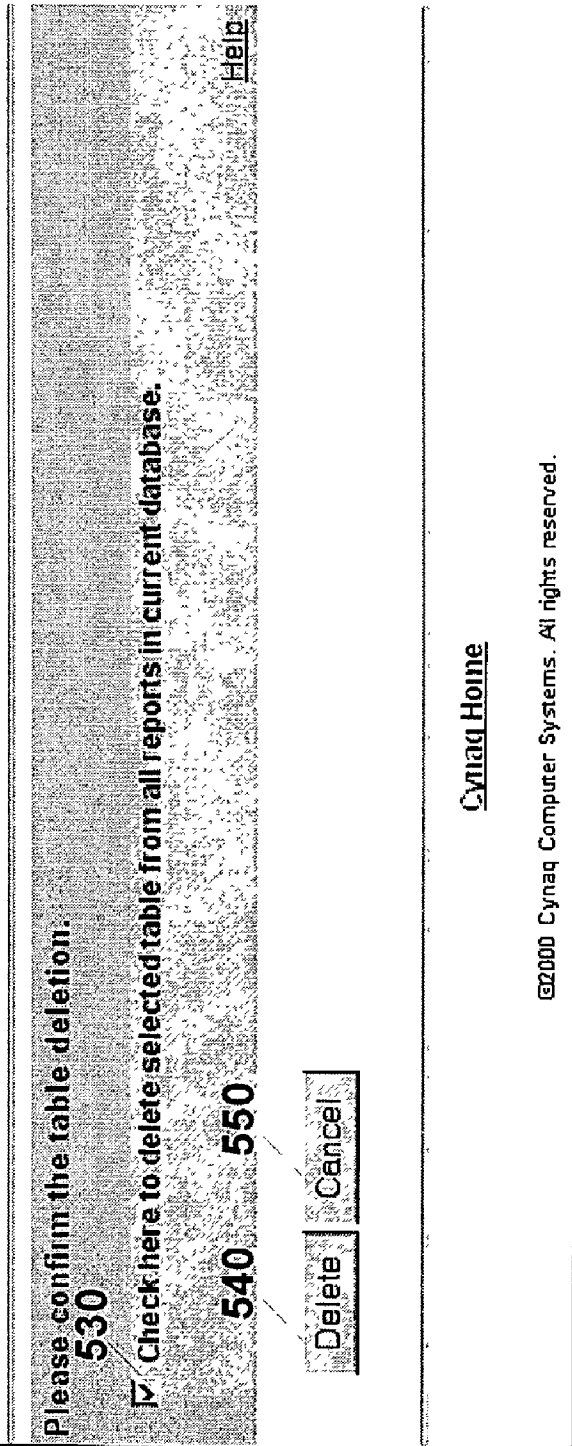 Please confirm the table deletion.
530
Check here to delete selected table from all reports in current database.
Help
540 550
Delete Cancel
Cynaq Home
©2000 Cynaq Computer Systems. All rights reserved.